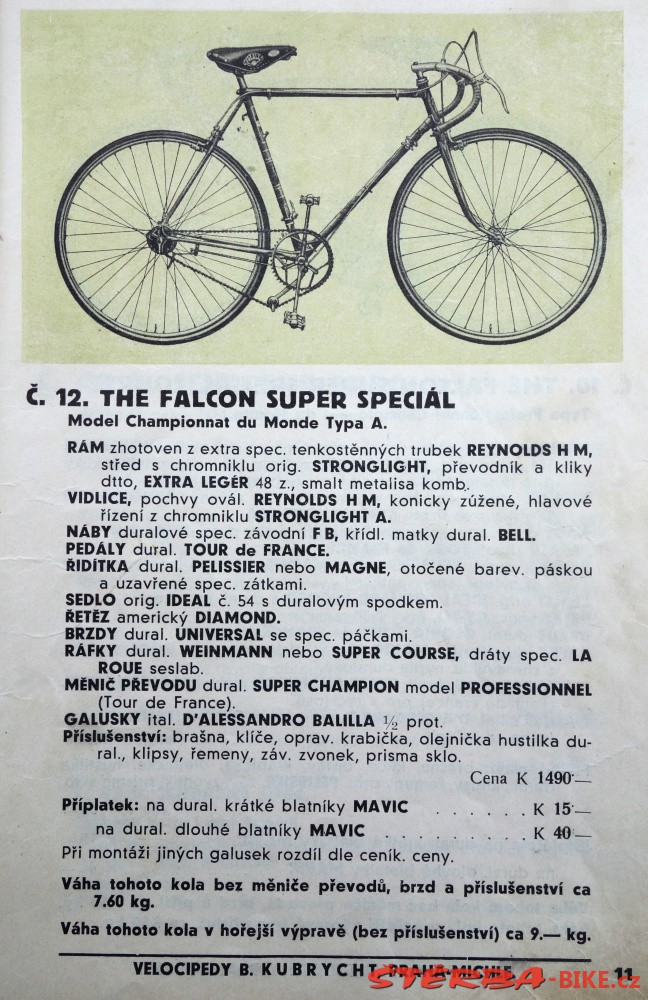 Č. 12. THE FALCON SUPER SPECIÁL
Model Championnat du Monde Typa A.
RÁM zhotoven z extra spec. tenkostěnných trubek REYNOLDS H M,
střed s chromniklu orig. STRONGLIGHT, převodník a kliky
dtto, EXTRA LEGÉR 48 z., smalt metalisa komb.
VIDLICE, pochvy ovál. REYNOLDS H M, konicky zúžené, hlavové
řízení z chromniklu STRONGLIGHT A.
NÁBY duralové spec. závodní F B, křídl. matky dural. BELL.
PEDÁLY dural. TOUR de FRANCE.
ŘIDÍTKA dural. PELISSIER nebo MAGNE, otočené barev. páskou
a uzavřené spec. zátkami.
SEDLO orig. IDEAL č. 54 s duralovým spodkem.
ŘETĚZ americký DIAMOND.
BRZDY dural. UNIVERSAL se spec. páčkami.
RÁFKY dural. WEINMANN nebo SUPER COURSE, dráty spec. LA
ROUE seslab.
MĚNIČ PŘEVODU dural. SUPER CHAMPION model PROFESSIONNEL
(Tour de France).
GALUSKY ital. D'ALESSANDRO BALILLA ½ prot.
Příslušenství: brašna, klíče, oprav. krabička, olejnička hustilka du-
ral., klipsy, řemeny, záv. zvonek, prisma sklo.
Cena K 1490·—
Příplatek: na dural. krátké blatníky MAVIC . . . . . . . K 15·—
na dural. dlouhé blatníky MAVIC . . . . . . . K 40·—
Při montáži jiných galusek rozdíl dle ceník. ceny.
Váha tohoto kola bez měniče převodů, brzd a příslušenství ca
7.60 kg.
Váha tohoto kola v hořejší výpravě (bez příslušenství) ca 9.— kg.
VELOCIPEDY B. KUBRYCHT, PRAHA-MICHLE 11
STERBA-BIKE.cz